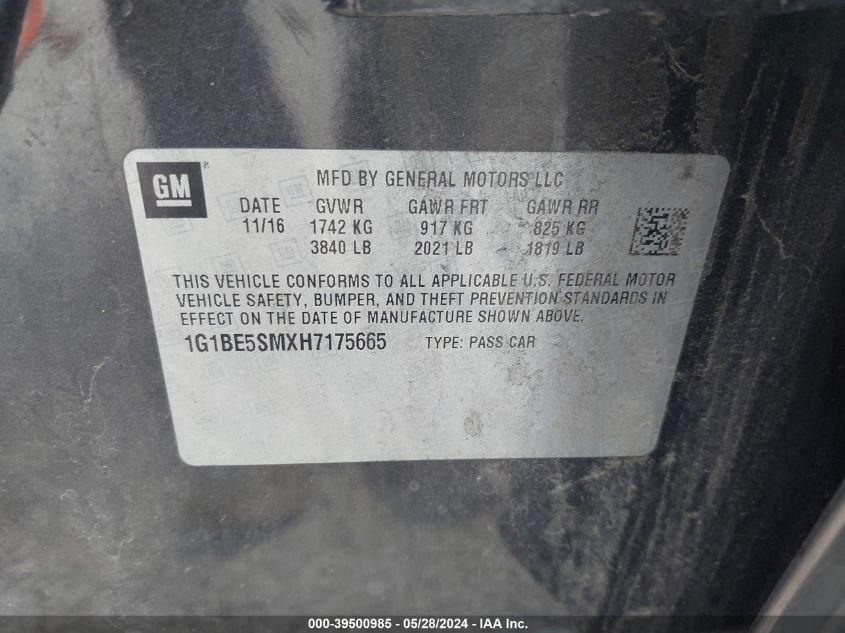 GM
MFD BY GENERAL MOTORS LLC
DATE GVWR GAWR FRT GAWR RR
11/16 1742 KG 917 KG 825 KG
3840 LB 2021 LB 1819 LB
THIS VEHICLE CONFORMS TO ALL APPLICABLE U.S. FEDERAL MOTOR
VEHICLE SAFETY, BUMPER, AND THEFT PREVENTION STANDARDS IN
EFFECT ON THE DATE OF MANUFACTURE SHOWN ABOVE.
1G1BE5SMXH7175665 TYPE: PASS CAR
000-39500985 - 05/28/2024 - IAA Inc.